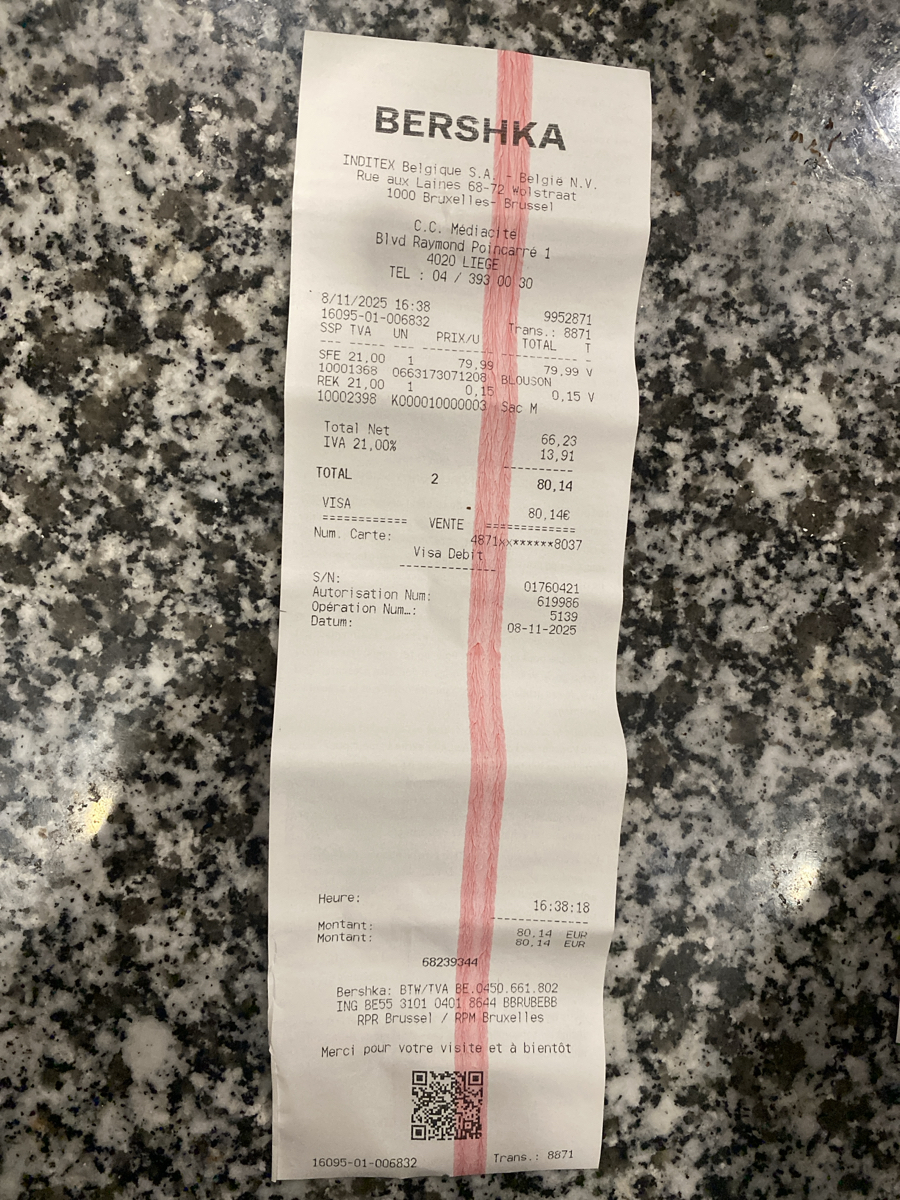 BERSHKA
INDITEX Belgique S.A. - België N.V.
Rue aux Laines 68-72 Wolstraat
1000 Bruxelles- Brussel
C.C. Médiacité
Blvd Raymond Poincarré 1
4020 LIEGE
TEL : 04 / 393 00 30
8/11/2025 16:38 9952871
16095-01-006832 Trans.: 8871
SSP TVA UN PRIX/U TOTAL T
--- ----- --- -------- -------- -
SFE 21,00 1 79,99 79,99 V
10001368 0663173071208 BLOUSON
REK 21,00 1 0,15 0,15 V
10002398 K000010000003 Sac M
Total Net 66,23
IVA 21,00% 13,91
---------
TOTAL 2 80,14
VISA 80,14€
=========== VENTE ============
Num. Carte: 4871xx******8037
Visa Debit
------------
S/N: 01760421
Autorisation Num: 619986
Opération Num…: 5139
Datum: 08-11-2025
Heure: 16:38:18
------------
Montant: 80,14 EUR
Montant: 80,14 EUR
68239344
Bershka: BTW/TVA BE.0450.661.802
ING BE55 3101 0401 8644 BBRUBEBB
RPR Brussel / RPM Bruxelles
Merci pour votre visite et à bientôt
16095-01-006832 Trans.: 8871